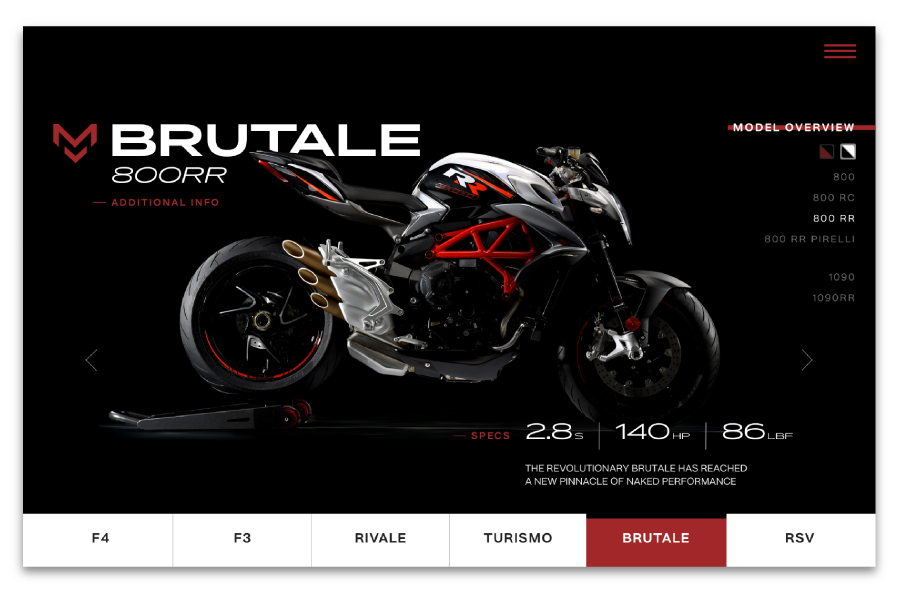 BRUTALE
800RR
— ADDITIONAL INFO
MODEL OVERVIEW
800
800 RC
800 RR
800 RR PIRELLI
1090
1090RR
RR
— SPECS
2.8 S | 140 HP | 86 LBF
THE REVOLUTIONARY BRUTALE HAS REACHED
A NEW PINNACLE OF NAKED PERFORMANCE
F4
F3
RIVALE
TURISMO
BRUTALE
RSV